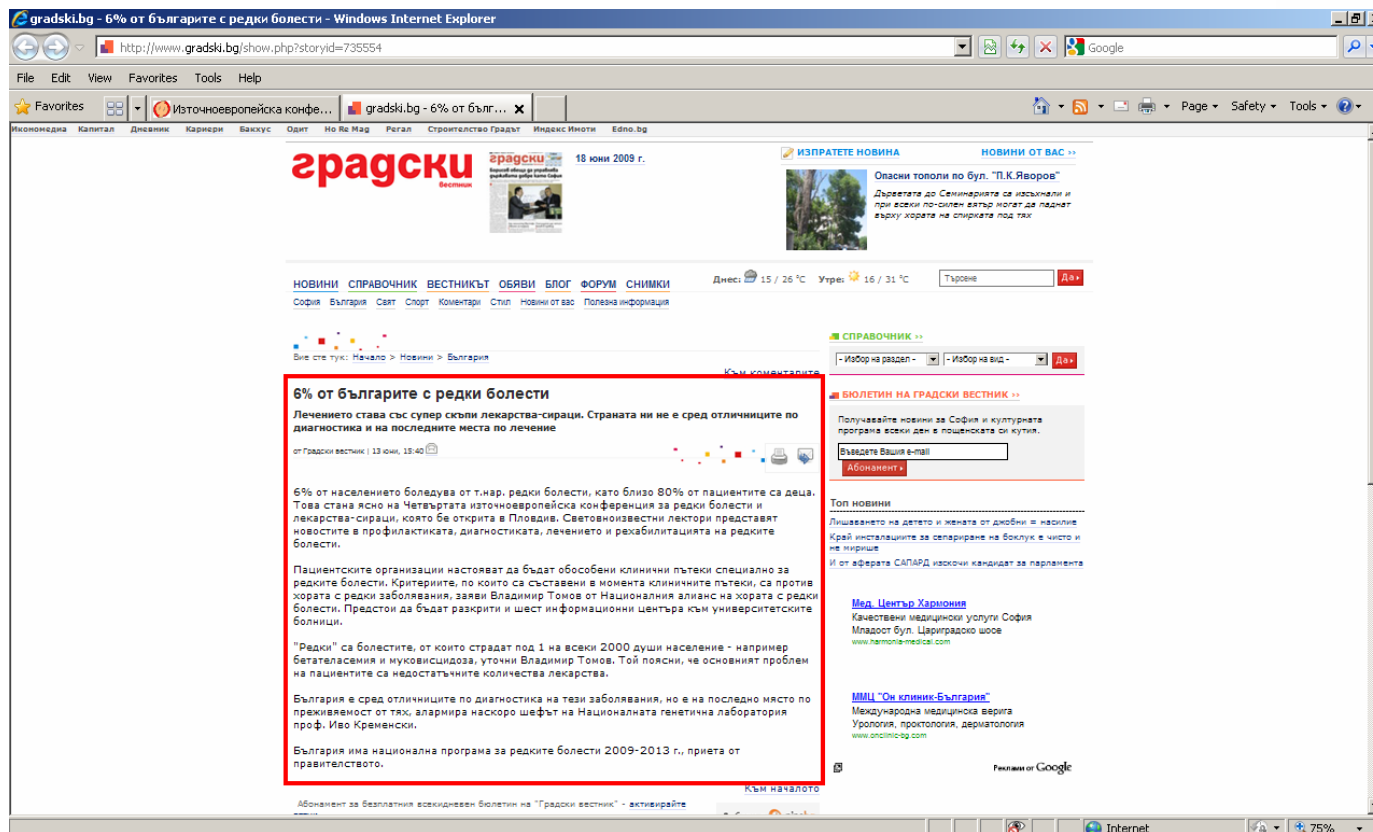 gradski.bg - 6% от българите с редки болести - Windows Internet Explorer
http://www.gradski.bg/show.php?storyid=735554
Google
File Edit View Favorites Tools Help
Favorites
Източноевропейска конфе...
gradski.bg - 6% от бълг...
Page Safety Tools
Икономедиа Капитал Дневник Кариери Бакхус Одит Ho Re Mag Регал Строителство Градът Индекс Имоти Edno.bg
градски
вестник
18 юни 2009 г.
ИЗПРАТЕТЕ НОВИНА
НОВИНИ ОТ ВАС >>
Опасни тополи по бул. "П.К.Яворов"
Дърветата до Семинарията са изсъхнали и
при всеки по-силен вятър могат да паднат
върху хората на спирката под тях
НОВИНИ СПРАВОЧНИК ВЕСТНИКЪТ ОБЯВИ БЛОГ ФОРУМ СНИМКИ
София България Свят Спорт Коментари Стил Новини от вас Полезна информация
Днес: 15 / 26 °C Утре: 16 / 31 °C
Търсене
Да
Вие сте тук: Начало > Новини > България
Към коментарите
6% от българите с редки болести
Лечението става със супер скъпи лекарства-сираци. Страната ни не е сред отличниците по
диагностика и на последните места по лечение
от Градски вестник | 13 юни, 15:40
6% от населението боледува от т.нар. редки болести, като близо 80% от пациентите са деца.
Това стана ясно на Четвъртата източноевропейска конференция за редки болести и
лекарства-сираци, която бе открита в Пловдив. Световноизвестни лектори представят
новостите в профилактиката, диагностиката, лечението и рехабилитацията на редките
болести.
Пациентските организации настояват да бъдат обособени клинични пътеки специално за
редките болести. Критериите, по които са съставени в момента клиничните пътеки, са против
хората с редки заболявания, заяви Владимир Томов от Националния алианс на хората с редки
болести. Предстои да бъдат разкрити и шест информационни центъра към университетските
болници.
"Редки" са болестите, от които страдат под 1 на всеки 2000 души население - например
бетаталасемия и муковисцидоза, уточни Владимир Томов. Той поясни, че основният проблем
на пациентите са недостатъчните количества лекарства.
България е сред отличниците по диагностика на тези заболявания, но е на последно място по
преживяемост от тях, алармира наскоро шефът на Националната генетична лаборатория
проф. Иво Кременски.
България има национална програма за редките болести 2009-2013 г., приета от
правителството.
Към началото
Абонамент за безплатния всекидневен бюлетин на "Градски вестник" - активирайте
СПРАВОЧНИК >>
- Избор на раздел -
- Избор на вид -
Да
БЮЛЕТИН НА ГРАДСКИ ВЕСТНИК >>
Получавайте новини за София и културната
програма всеки ден в пощенската си кутия.
Въведете Вашия e-mail
Абонамент
Топ новини
Лишаването на детето и жената от джобни = насилие
Край инсталациите за сепариране на боклук е чисто и
не мирише
И от аферата САПАРД изскочи кандидат за парламента
Мед. Център Хармония
Качествени медицински услуги София
Младост бул. Цариградско шосе
www.harmonia-medical.com
ММЦ "Он клиник-България"
Международна медицинска верига
Урология, проктология, дерматология
www.onclinic-bg.com
Реклами от Google
Internet
75%